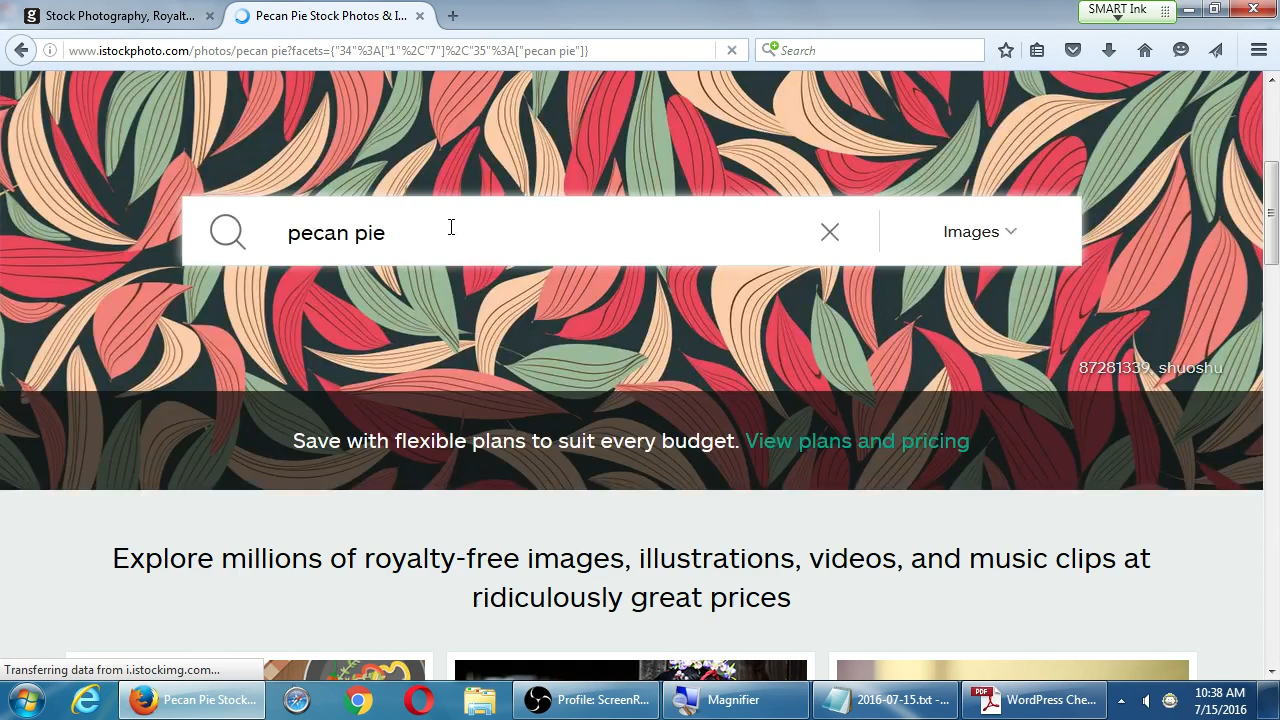 Stock Photography, Royalt...
Pecan Pie Stock Photos & I...
SMART Ink
www.istockphoto.com/photos/pecan pie?facets={"34"%3A["1"%2C"7"]%2C"35"%3A["pecan pie"]}
Search
pecan pie
Images
87281339, shuoshu
Save with flexible plans to suit every budget. View plans and pricing
Explore millions of royalty-free images, illustrations, videos, and music clips at
ridiculously great prices
Transferring data from i.istockimg.com...
Pecan Pie Stock...
Profile: ScreenR...
Magnifier
2016-07-15.txt -...
PDF
WordPress Che...
10:38 AM
7/15/2016